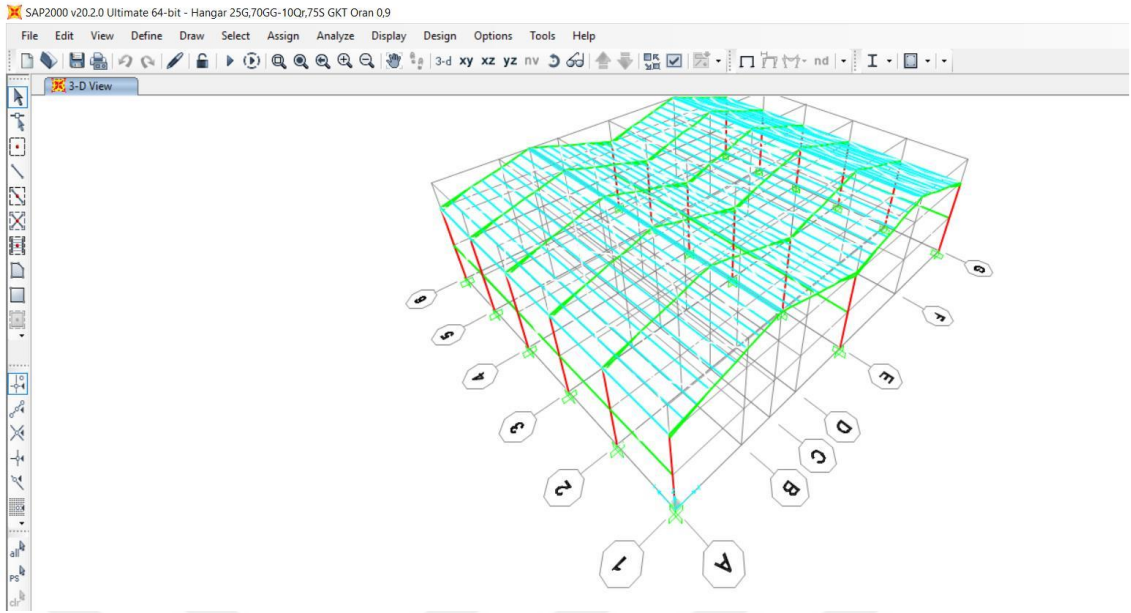 SAP2000 v20.2.0 Ultimate 64-bit - Hangar 25G,70GG-10Qr,75S GKT Oran 0,9
File Edit View Define Draw Select Assign Analyze Display Design Options Tools Help
3-d xy xz yz nv nd
3-D View
6
5
4
3
2
1
A
B
C
D
E
F
G
all
PS
clr